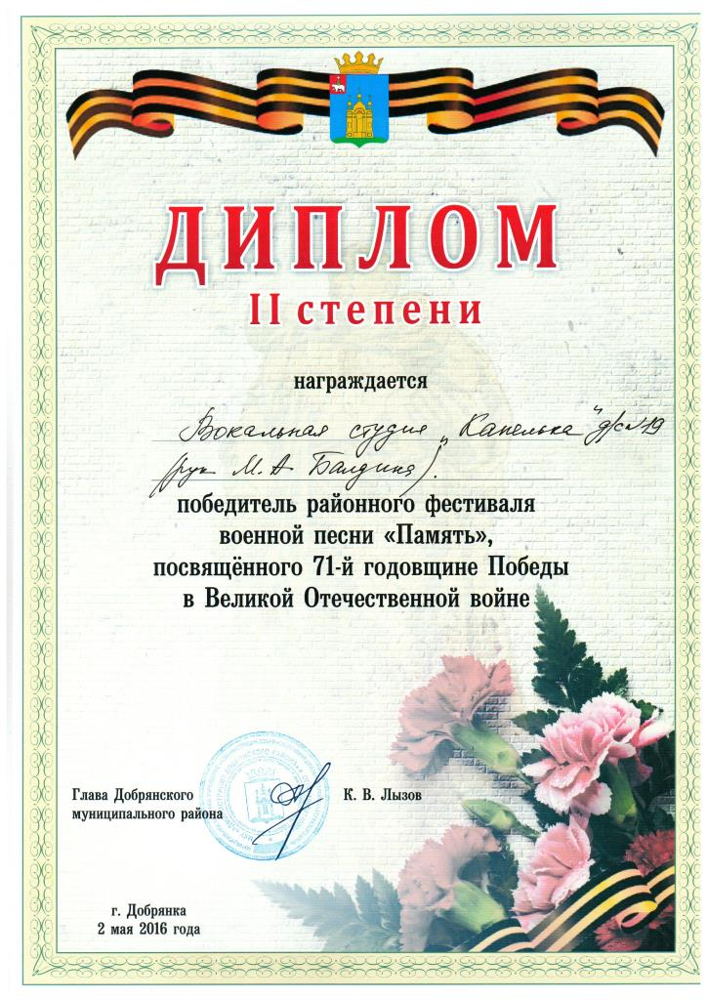 ДИПЛОМ
II степени
награждается
Вокальная студия „Капелька" д/с №19
(рук М.А Балдина).
победитель районного фестиваля
военной песни «Память»,
посвящённого 71-й годовщине Победы
в Великой Отечественной войне
Глава Добрянского
муниципального района
К. В. Лызов
г. Добрянка
2 мая 2016 года